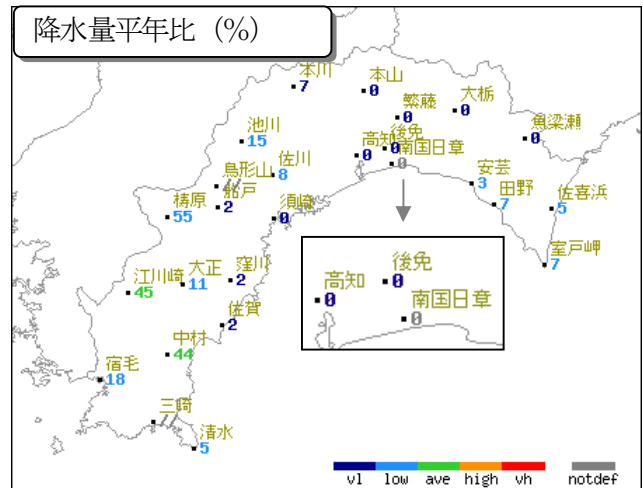 降水量平年比 (%)
本川
7
本山
0
繁藤
0
大栃
0
魚梁瀬
0
池川
15
高知
0
後免
0
南国日章
0
佐川
8
鳥形山
//
船戸
2
安芸
3
田野
7
佐喜浜
5
梼原
55
須崎
0
室戸岬
7
江川崎
45
大正
11
窪川
2
佐賀
2
中村
44
宿毛
18
三崎
//
清水
5
高知
0
後免
0
南国日章
0
vl low ave high vh notdef